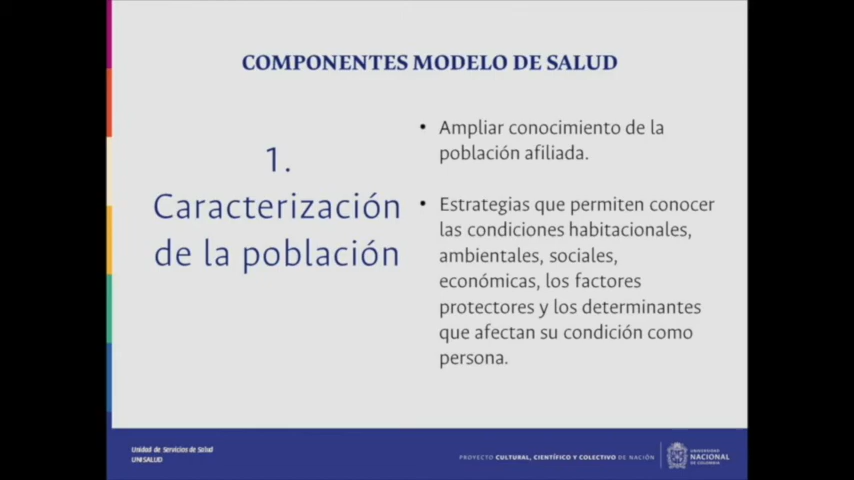 COMPONENTES MODELO DE SALUD
1.
Caracterización
de la población
• Ampliar conocimiento de la
población afiliada.
• Estrategias que permiten conocer
las condiciones habitacionales,
ambientales, sociales,
económicas, los factores
protectores y los determinantes
que afectan su condición como
persona.
Unidad de Servicios de Salud
UNISALUD
PROYECTO CULTURAL, CIENTÍFICO Y COLECTIVO DE NACIÓN
UNIVERSIDAD
NACIONAL
DE COLOMBIA